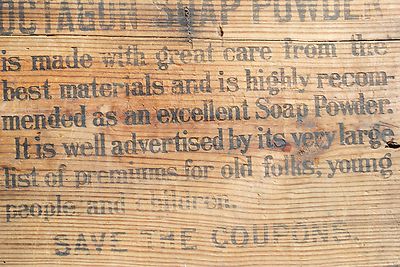 OCTAGON SOAP POWDER
is made with great care from the
best materials and is highly recom-
mended as an excellent Soap Powder.
It is well advertised by its very large
list of premiums for old folks, young
people and children.
SAVE THE COUPONS.